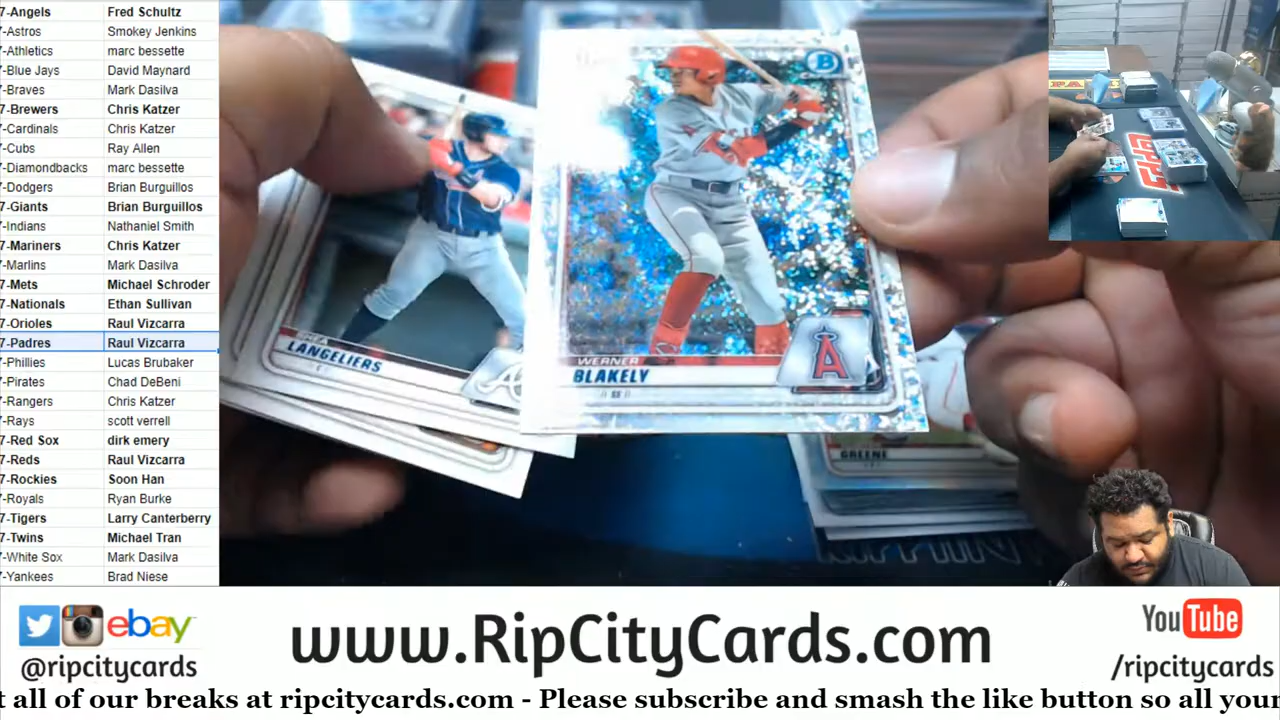 7-Angels Fred Schultz
7-Astros Smokey Jenkins
7-Athletics marc bessette
7-Blue Jays David Maynard
7-Braves Mark Dasilva
7-Brewers Chris Katzer
7-Cardinals Chris Katzer
7-Cubs Ray Allen
7-Diamondbacks marc bessette
7-Dodgers Brian Burguillos
7-Giants Brian Burguillos
7-Indians Nathaniel Smith
7-Mariners Chris Katzer
7-Marlins Mark Dasilva
7-Mets Michael Schroder
7-Nationals Ethan Sullivan
7-Orioles Raul Vizcarra
7-Padres Raul Vizcarra
7-Phillies Lucas Brubaker
7-Pirates Chad DeBeni
7-Rangers Chris Katzer
7-Rays scott verrell
7-Red Sox dirk emery
7-Reds Raul Vizcarra
7-Rockies Soon Han
7-Royals Ryan Burke
7-Tigers Larry Canterberry
7-Twins Michael Tran
7-White Sox Mark Dasilva
7-Yankees Brad Niese
B
LANGELIERS
WERNER
BLAKELY
SS
A
GREENE
ebay
@ripcitycards
www.RipCityCards.com
YouTube
/ripcitycards
t all of our breaks at ripcitycards.com - Please subscribe and smash the like button so all your